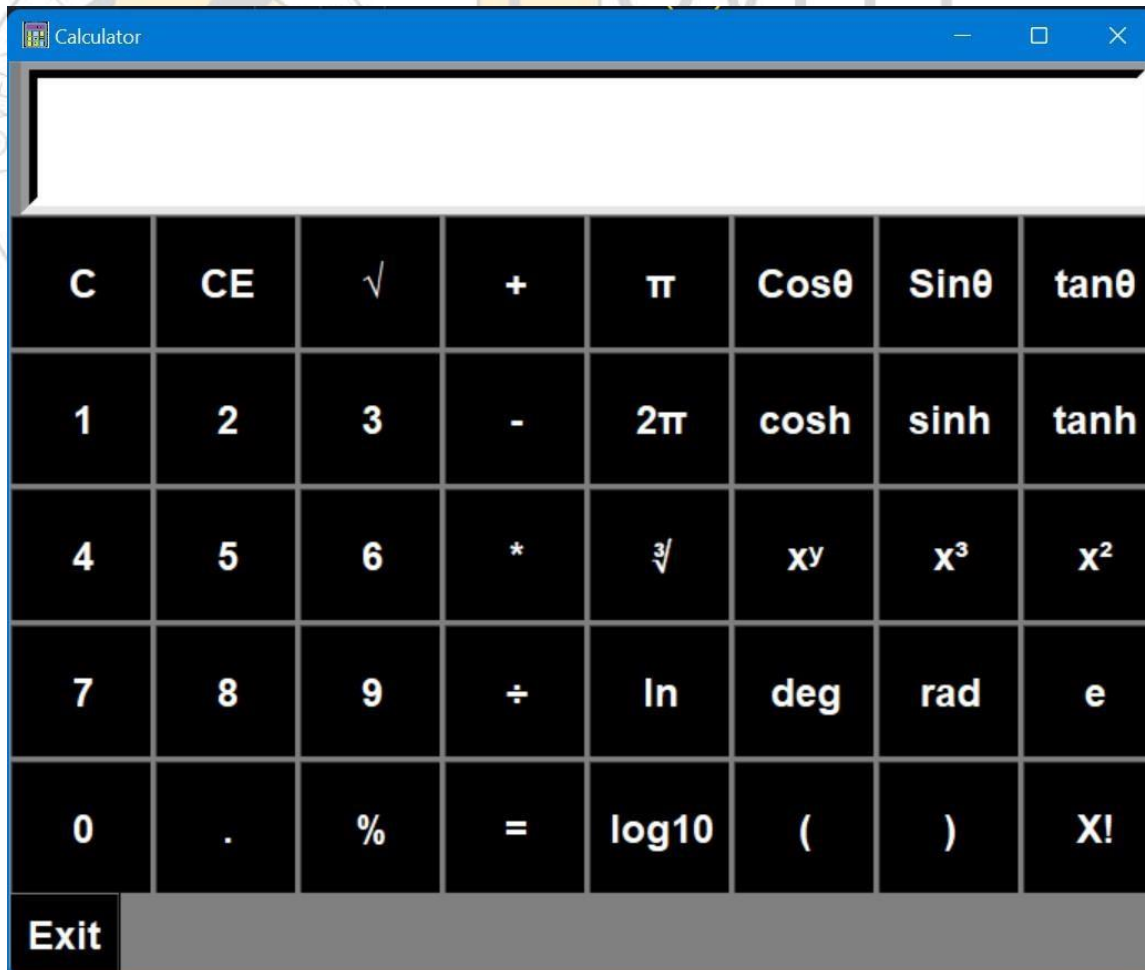 Calculator
C CE √ + π Cosθ Sinθ tanθ
1 2 3 - 2π cosh sinh tanh
4 5 6 * ∛ xʸ x³ x²
7 8 9 ÷ ln deg rad e
0 . % = log10 ( ) X!
Exit